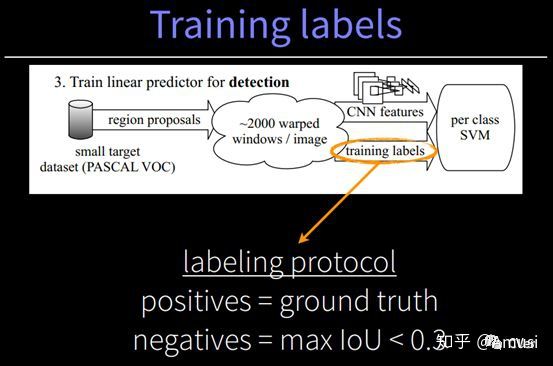 Training labels
3. Train linear predictor for detection
region proposals
small target
dataset (PASCAL VOC)
~2000 warped
windows / image
CNN features
training labels
per class
SVM
labeling protocol
positives = ground truth
negatives = max IoU < 0.3
知乎